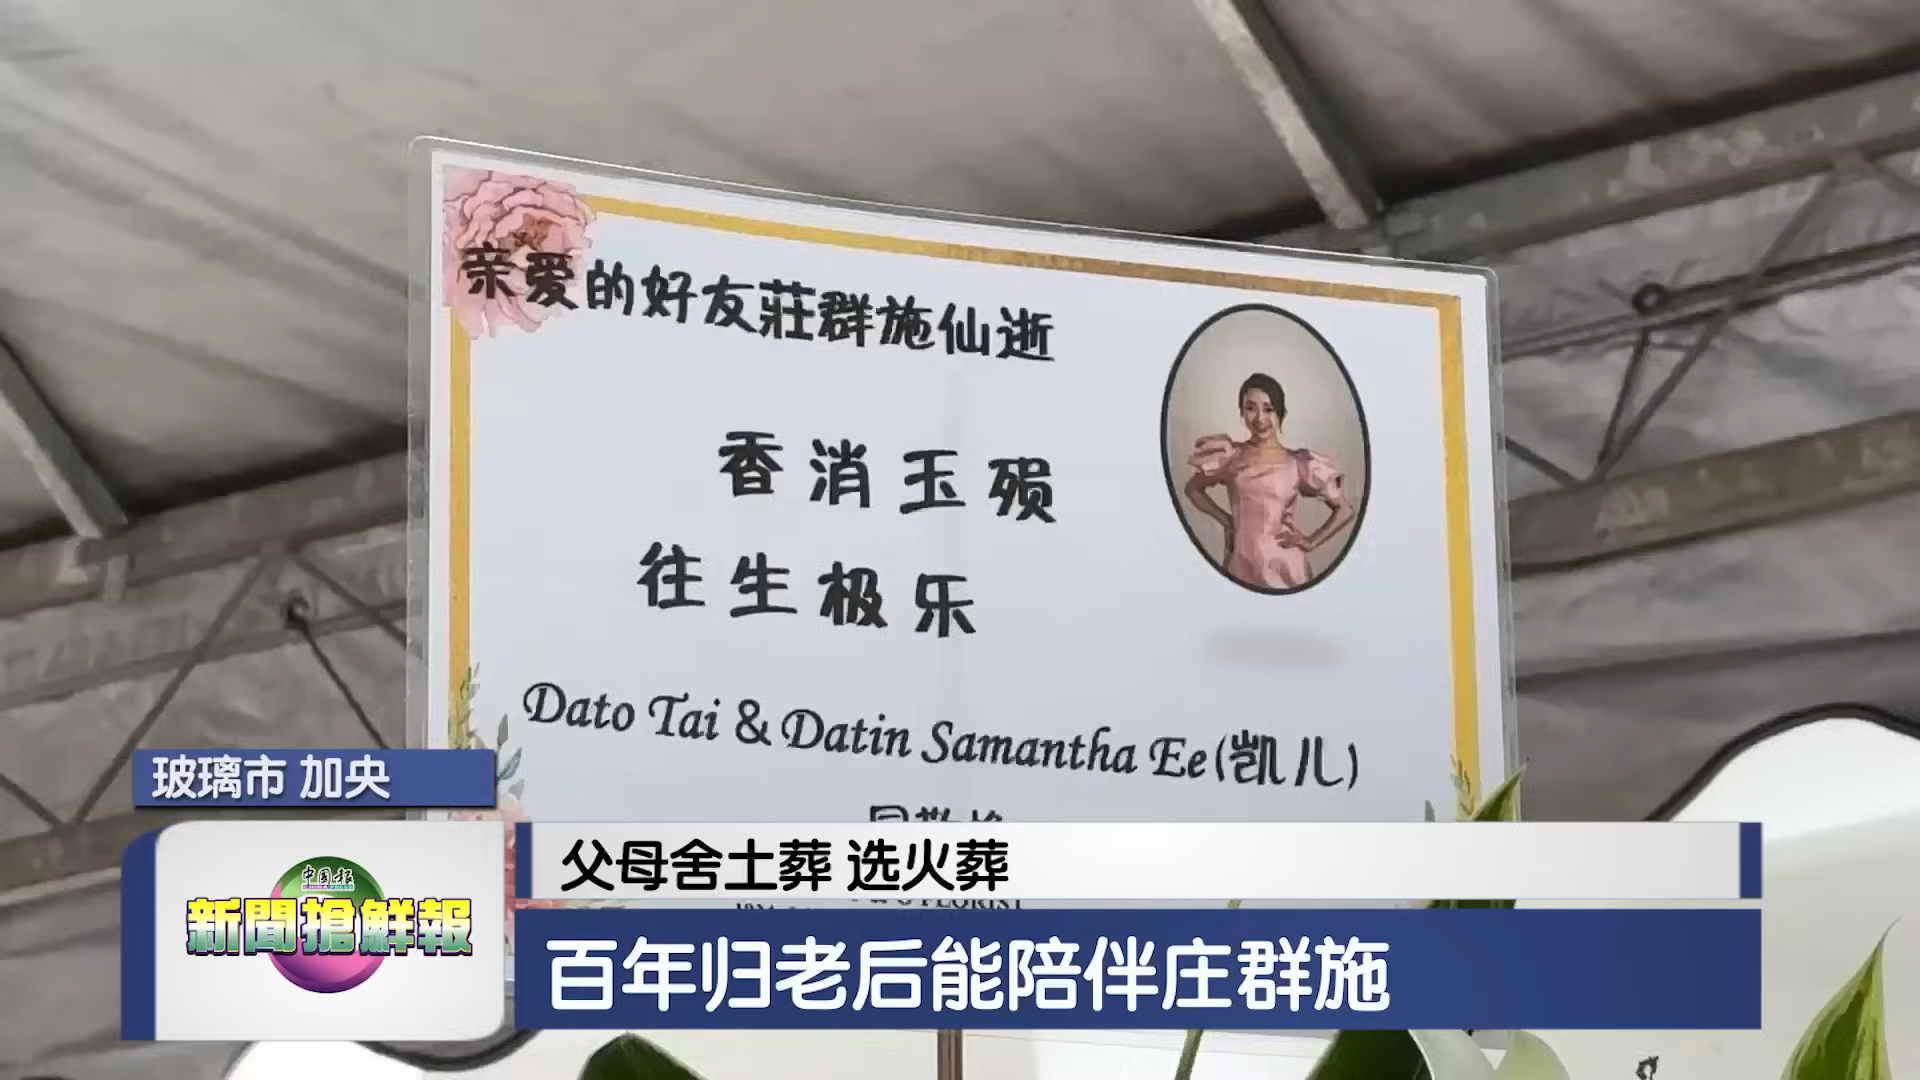 亲爱的好友莊群施仙逝
香消玉殒
往生极乐
Dato Tai & Datin Samantha Ee(凯儿)
玻璃市 加央
父母舍土葬 选火葬
FLORIST
中国报
CHINA PRESS
新聞搶鮮報
百年归老后能陪伴庄群施